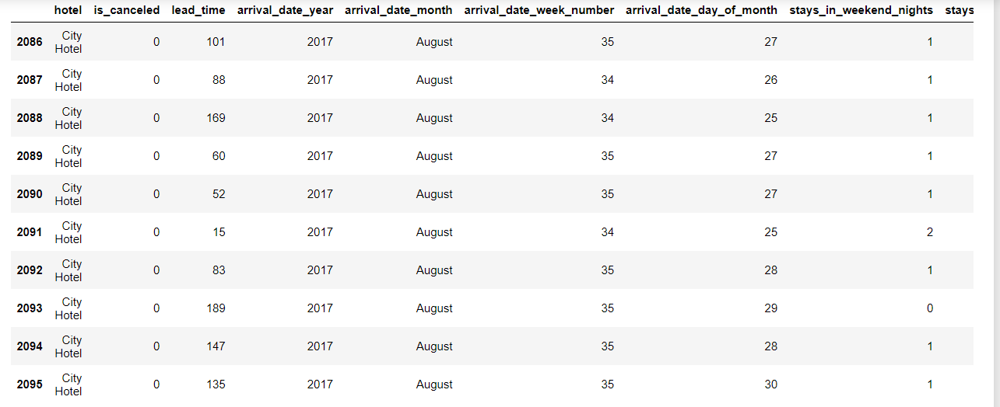 hotel is_canceled lead_time arrival_date_year arrival_date_month arrival_date_week_number arrival_date_day_of_month stays_in_weekend_nights stays
2086 City Hotel 0 101 2017 August 35 27 1
2087 City Hotel 0 88 2017 August 34 26 1
2088 City Hotel 0 169 2017 August 34 25 1
2089 City Hotel 0 60 2017 August 35 27 1
2090 City Hotel 0 52 2017 August 35 27 1
2091 City Hotel 0 15 2017 August 34 25 2
2092 City Hotel 0 83 2017 August 35 28 1
2093 City Hotel 0 189 2017 August 35 29 0
2094 City Hotel 0 147 2017 August 35 28 1
2095 City Hotel 0 135 2017 August 35 30 1